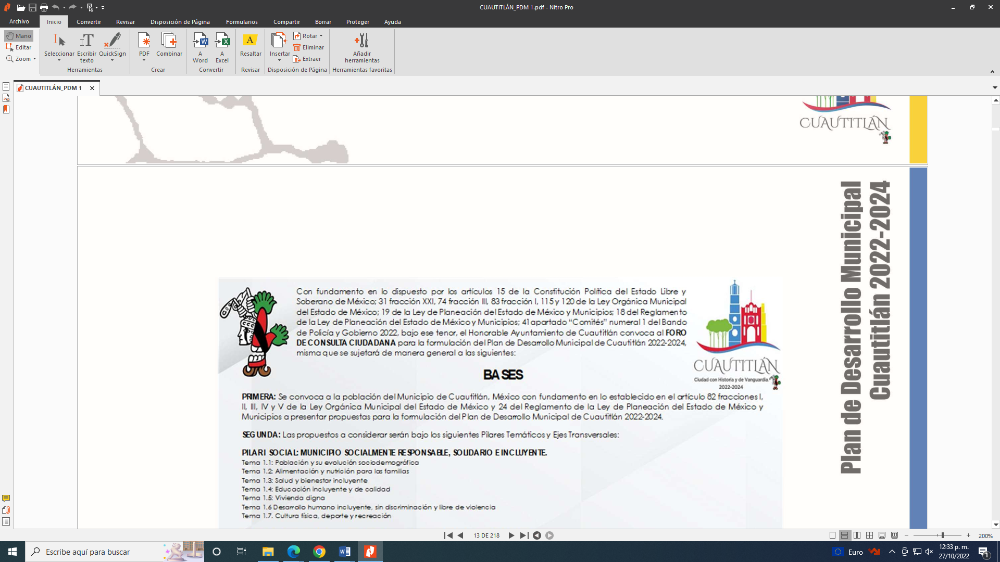 CUAUTITLÁN_PDM 1.pdf - Nitro Pro
Archivo Inicio Convertir Revisar Disposición de Página Formularios Compartir Borrar Proteger Ayuda
Mano
Editar
Zoom
Seleccionar
Escribir texto
QuickSign
Herramientas
PDF
Combinar
Crear
A Word
A Excel
Convertir
A
Resaltar
Revisar
Insertar
Rotar
Eliminar
Extraer
Disposición de Página
Añadir herramientas
Herramientas favoritas
CUAUTITLÁN_PDM 1
CUAUTITLÁN
Plan de Desarrollo Municipal
Cuautitlán 2022-2024
Con fundamento en lo dispuesto por los artículos 15 de la Constitución Política del Estado Libre y
Soberano de México; 31 fracción XXI, 74 fracción III, 83 fracción I, 115 y 120 de la Ley Orgánica Municipal
del Estado de México; 19 de la Ley de Planeación del Estado de México y Municipios; 18 del Reglamento
de la Ley de Planeación del Estado de México y Municipios; 41 apartado “Comités” numeral 1 del Bando
de Policía y Gobierno 2022, bajo ese tenor, el Honorable Ayuntamiento de Cuautitlán convoca al FORO
DE CONSULTA CIUDADANA para la formulación del Plan de Desarrollo Municipal de Cuautitlán 2022-2024,
misma que se sujetará de manera general a las siguientes:
CUAUTITLÁN
Ciudad con Historia y de Vanguardia.
2022-2024
BASES
PRIMERA: Se convoca a la población del Municipio de Cuautitlán, México con fundamento en lo establecido en el artículo 82 fracciones I,
II, III, IV y V de la Ley Orgánica Municipal del Estado de México y 24 del Reglamento de la Ley de Planeación del Estado de México y
Municipios a presentar propuestas para la formulación del Plan de Desarrollo Municipal de Cuautitlán 2022-2024.
SEGUNDA: Las propuestos a considerar serán bajo los siguientes Pilares Temáticos y Ejes Transversales:
PILAR I SOCIAL: MUNICIPIO SOCIALMENTE RESPONSABLE, SOLIDARIO E INCLUYENTE.
Tema 1.1: Población y su evolución sociodemográfica
Tema 1.2: Alimentación y nutrición para las familias
Tema 1.3: Salud y bienestar incluyente
Tema 1.4: Educación incluyente y de calidad
Tema 1.5: Vivienda digna
Tema 1.6 Desarrollo humano incluyente, sin discriminación y libre de violencia
Tema 1.7. Cultura física, deporte y recreación
13 DE 218
200%
Escribe aquí para buscar
Euro
12:33 p. m.
27/10/2022
1